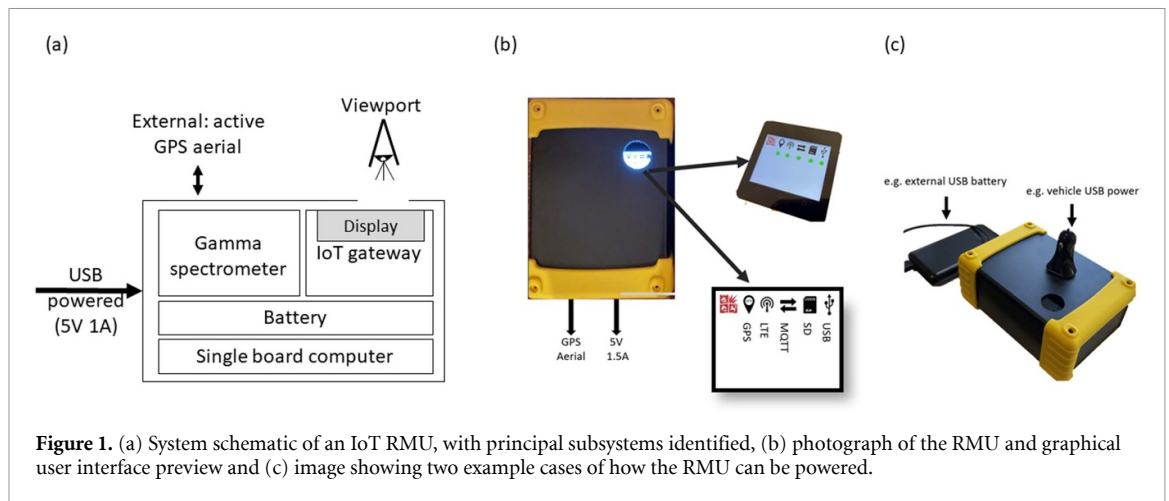 (a)
Viewport
External: active
GPS aerial
Display
Gamma
spectrometer
IoT gateway
USB
powered
(5V 1A)
Battery
Single board computer
(b)
GPS
Aerial
5V
1.5A
GPS
LTE
MQTT
SD
USB
(c)
e.g. external USB battery
e.g. vehicle USB power
Figure 1. (a) System schematic of an IoT RMU, with principal subsystems identified, (b) photograph of the RMU and graphical
user interface preview and (c) image showing two example cases of how the RMU can be powered.